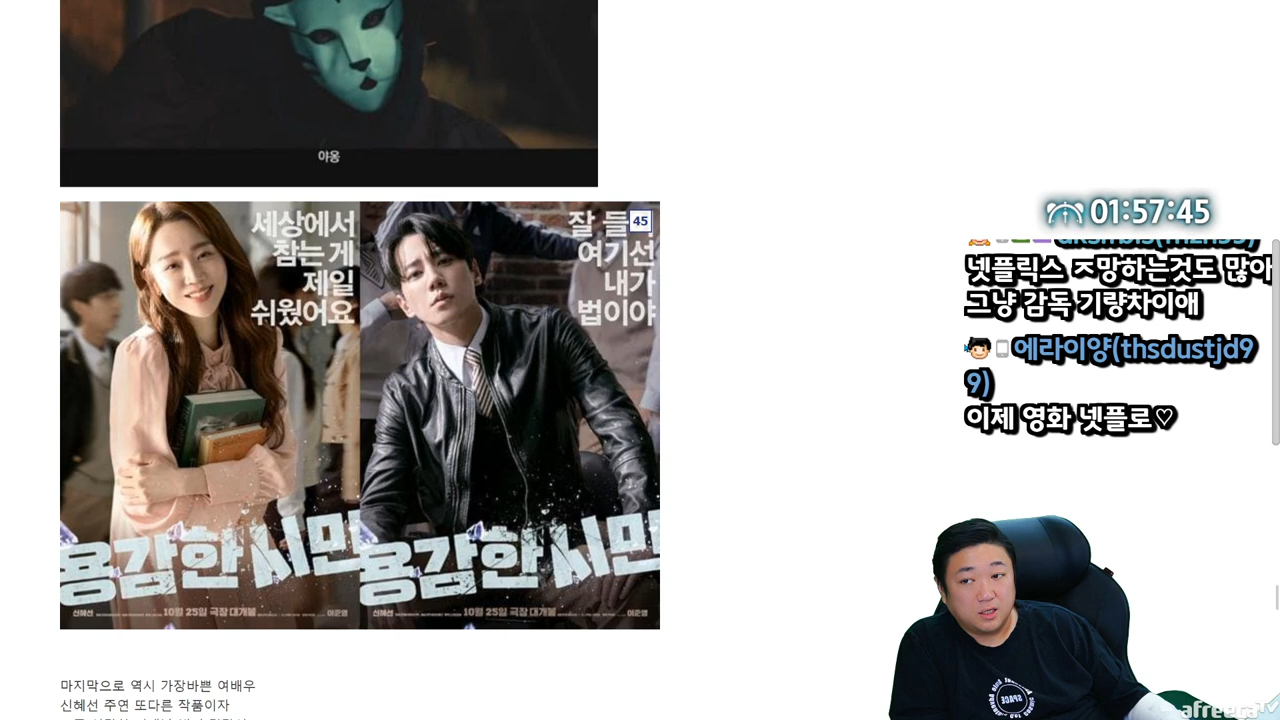 야옹
세상에서
참는 게
제일
쉬웠어요
용감한 시민
신혜선
10월 25일 극장 대개봉
이준영
잘 들
45
여기선
내가
법이야
용감한 시민
신혜선
10월 25일 극장 대개봉
이준영
마지막으로 역시 가장바쁜 여배우
신혜선 주연 또다른 작품이자
01:57:45
넷플릭스 ㅈ망하는것도 많아
그냥 감독 기량차이애
에라이양(thsdustjd9
9)
이제 영화 넷플로♡
SPACE
afreecaTV